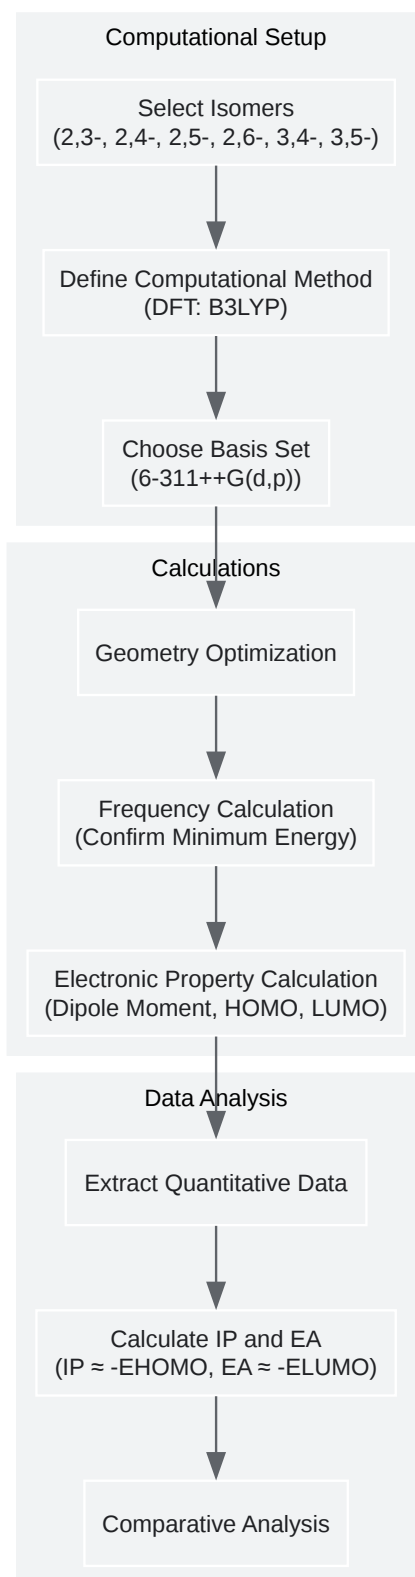 Computational Setup
Select Isomers
(2,3-, 2,4-, 2,5-, 2,6-, 3,4-, 3,5-)
Define Computational Method
(DFT: B3LYP)
Choose Basis Set
(6-311++G(d,p))
Calculations
Geometry Optimization
Frequency Calculation
(Confirm Minimum Energy)
Electronic Property Calculation
(Dipole Moment, HOMO, LUMO)
Data Analysis
Extract Quantitative Data
Calculate IP and EA
(IP ≈ -EHOMO, EA ≈ -ELUMO)
Comparative Analysis